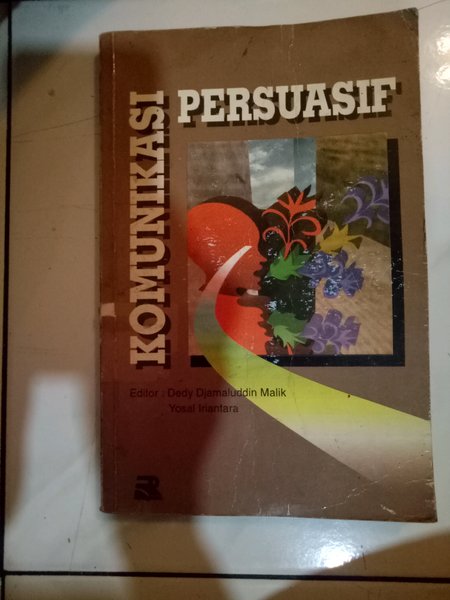 KOMUNIKASI
PERSUASIF
Editor : Dedy Djamaluddin Malik
Yosal Iriantara